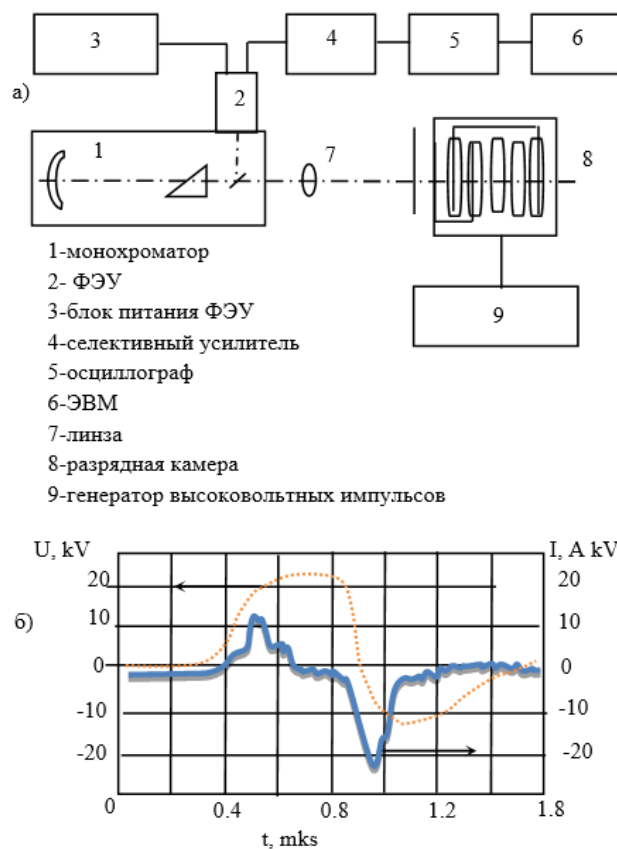 3
4
5
6
а)
2
1
7
8
1-монохроматор
2- ФЭУ
3-блок питания ФЭУ
4-селективный усилитель
5-осциллограф
6-ЭВМ
7-линза
8-разрядная камера
9-генератор высоковольтных импульсов
9
U, kV
I, A kV
20
20
б)
10
10
0
0
-10
-10
-20
-20
0
0.4
0.8
1.2
1.8
t, mks